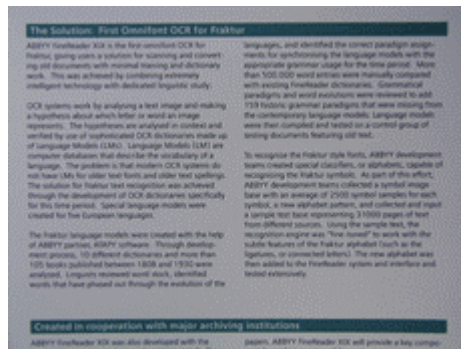 The Solution: First Omnifont OCR for Fraktur
ABBYY FineReader XIX is the first omnifont OCR for
Fraktur, giving users a solution for scanning and convert-
ing old documents with minimal training and dictionary
work. This was achieved by combining extremely
intelligent technology with dedicated linguistic study.
OCR systems work by analysing a text image and making
a hypothesis about which letter or word an image
represents. The hypotheses are analysed in context and
verified by use of sophisticated OCR dictionaries made up
of Language Models (LMs). Language Models (LM) are
computer databases that describe the vocabulary of a
language. The problem is that modern OCR systems do
not have LMs for older text fonts and older text spellings.
The solution for Fraktur text recognition was achieved
through the development of OCR dictionaries specifically
for this time period. Special language models were
created for five European languages.
The Fraktur language models were created with the help
of ABBYY partner, ATAPY software. Through develop-
ment process, 10 different dictionaries and more than
105 books published between 1808 and 1930 were
analysed. Linguists reviewed word stock, identified
words that have phased out through the evolution of the
languages, and identified the correct paradigm assign-
ments for synchronising the language models with the
appropriate grammar usage for the time period. More
than 500,000 word entries were manually compared
with existing FineReader dictionaries. Grammatical
paradigms and word evolutions were reviewed to add
159 historic grammar paradigms that were missing from
the contemporary language models. Language models
were then compiled and tested on a control group of
testing documents featuring old text.
To recognise the Fraktur style fonts, ABBYY development
teams created special classifiers, or alphabets, capable of
recognising the Fraktur symbols. As part of this effort,
ABBYY development teams collected a symbol image
base with an average of 2500 symbol samples for each
symbol, a new alphabet pattern, and collected and input
a sample text base representing 31000 pages of text
from different sources. Using the sample text, the
recognition engine was "fine tuned" to work with the
subtle features of the Fraktur alphabet (such as the
ligatures, or connected letters). The new alphabet was
then added to the FineReader system and interface and
tested extensively.
Created in cooperation with major archiving institutions
ABBYY FineReader XIX was also developed with the
papers, ABBYY FineReader XIX will provide a key compo-